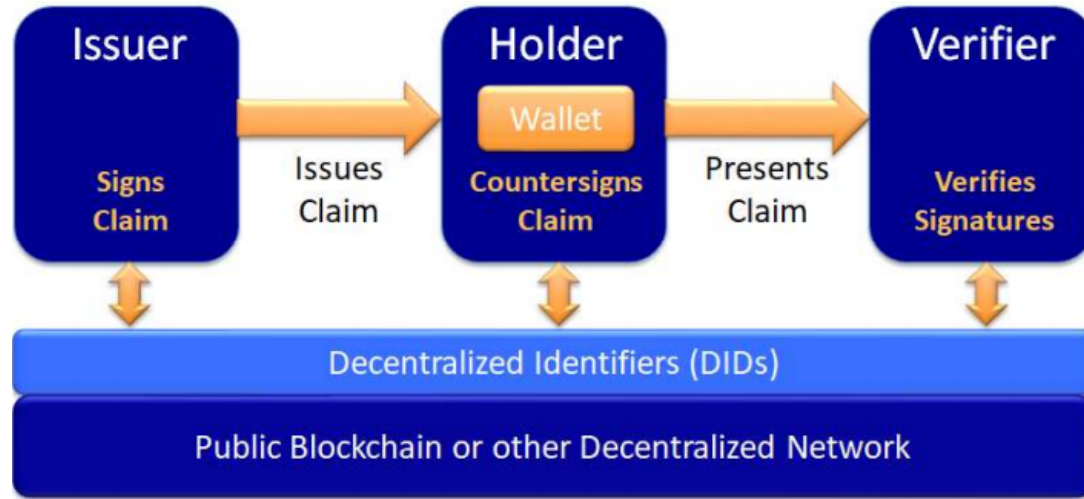 Issuer
Holder
Verifier
Wallet
Signs
Claim
Issues
Claim
Countersigns
Claim
Presents
Claim
Verifies
Signatures
Decentralized Identifiers (DIDs)
Public Blockchain or other Decentralized Network